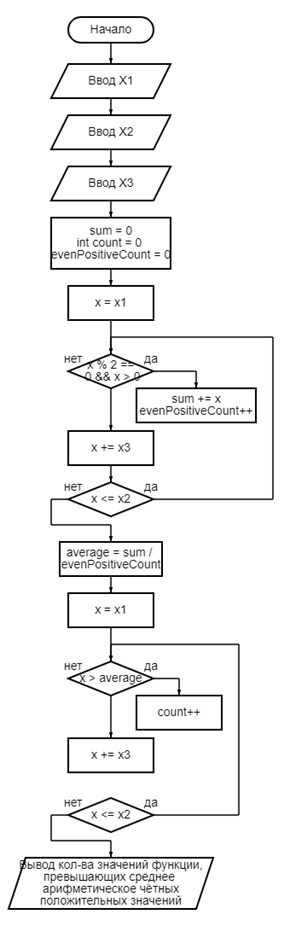 Начало
Ввод X1
Ввод X2
Ввод X3
sum = 0
int count = 0
evenPositiveCount = 0
x = x1
нет
да
x % 2 ==
0 && x > 0
sum += x
evenPositiveCount++
x += x3
нет
да
x <= x2
average = sum /
evenPositiveCount
x = x1
нет
да
x > average
count++
x += x3
нет
да
x <= x2
Вывод кол-ва значений функции,
превышающих среднее
арифметическое чётных
положительных значений